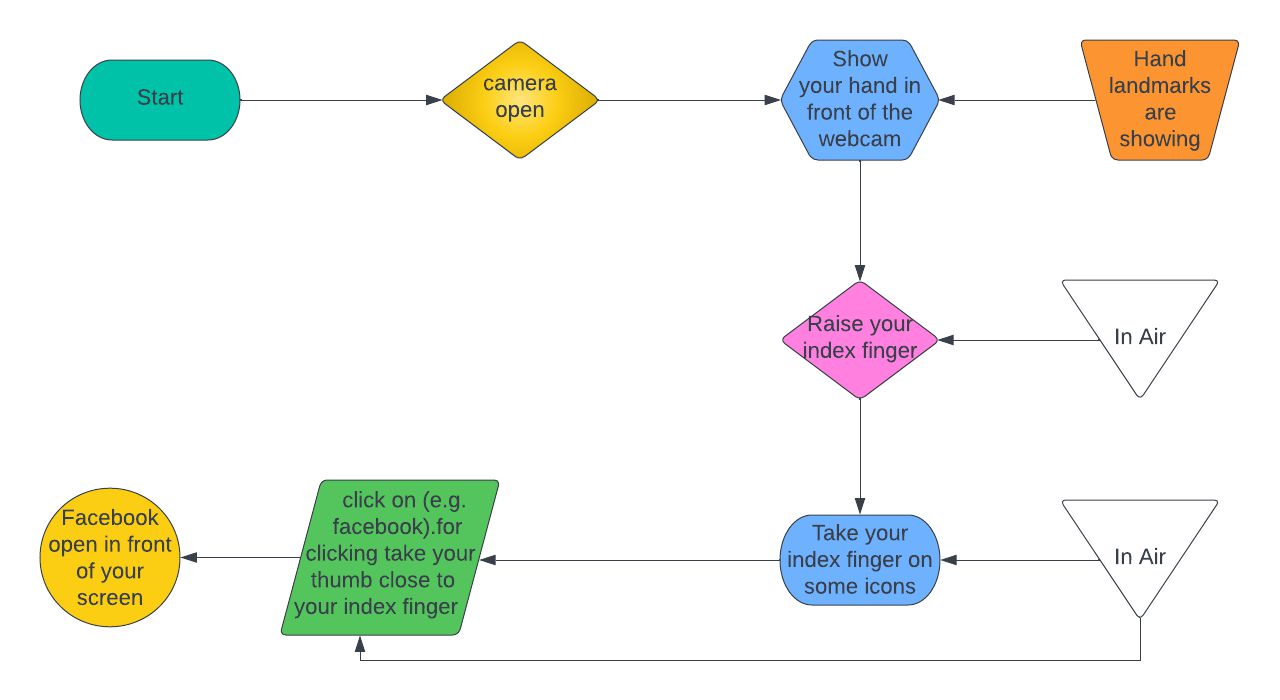 Start
camera
open
Show
your hand in
front of the
webcam
Hand
landmarks
are
showing
Raise your
index finger
In Air
Take your
index finger on
some icons
In Air
click on (e.g.
facebook).for
clicking take your
thumb close to
your index finger
Facebook
open in front
of your
screen